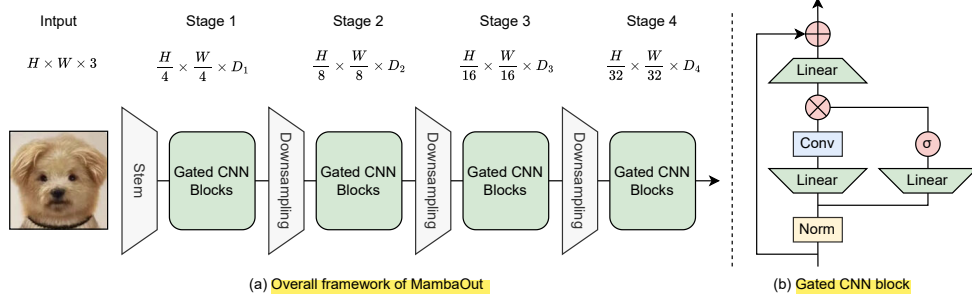 Intput
Stage 1
Stage 2
Stage 3
Stage 4
H × W × 3
H/4 × W/4 × D₁
H/8 × W/8 × D₂
H/16 × W/16 × D₃
H/32 × W/32 × D₄
Stem
Gated CNN
Blocks
Downsampling
Gated CNN
Blocks
Downsampling
Gated CNN
Blocks
Downsampling
Gated CNN
Blocks
(a) Overall framework of MambaOut
Linear
Conv
σ
Linear
Linear
Norm
(b) Gated CNN block